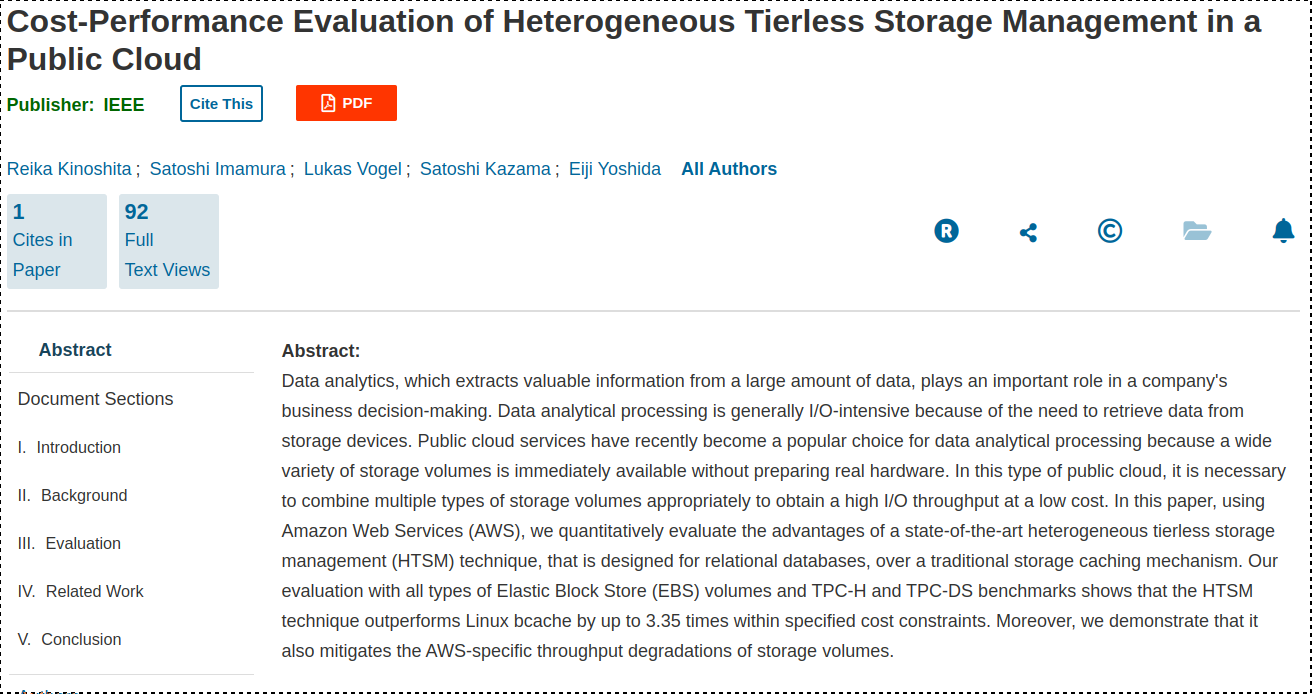 Cost-Performance Evaluation of Heterogeneous Tierless Storage Management in a
Public Cloud
Publisher: IEEE
Cite This
PDF
Reika Kinoshita ; Satoshi Imamura ; Lukas Vogel ; Satoshi Kazama ; Eiji Yoshida All Authors
1
Cites in
Paper
92
Full
Text Views
R
©
Abstract
Document Sections
I. Introduction
II. Background
III. Evaluation
IV. Related Work
V. Conclusion
Abstract:
Data analytics, which extracts valuable information from a large amount of data, plays an important role in a company's
business decision-making. Data analytical processing is generally I/O-intensive because of the need to retrieve data from
storage devices. Public cloud services have recently become a popular choice for data analytical processing because a wide
variety of storage volumes is immediately available without preparing real hardware. In this type of public cloud, it is necessary
to combine multiple types of storage volumes appropriately to obtain a high I/O throughput at a low cost. In this paper, using
Amazon Web Services (AWS), we quantitatively evaluate the advantages of a state-of-the-art heterogeneous tierless storage
management (HTSM) technique, that is designed for relational databases, over a traditional storage caching mechanism. Our
evaluation with all types of Elastic Block Store (EBS) volumes and TPC-H and TPC-DS benchmarks shows that the HTSM
technique outperforms Linux bcache by up to 3.35 times within specified cost constraints. Moreover, we demonstrate that it
also mitigates the AWS-specific throughput degradations of storage volumes.